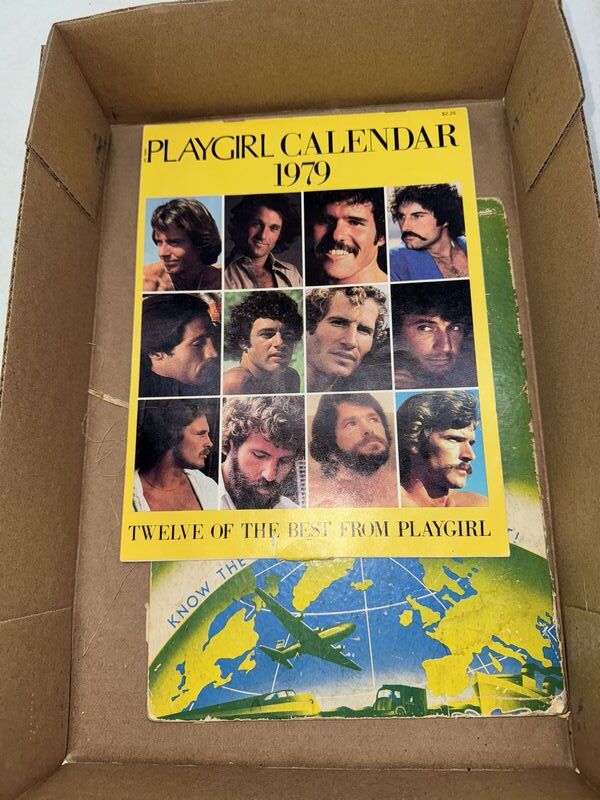 $2.25
PLAYGIRL CALENDAR
1979
TWELVE OF THE BEST FROM PLAYGIRL
KNOW THE